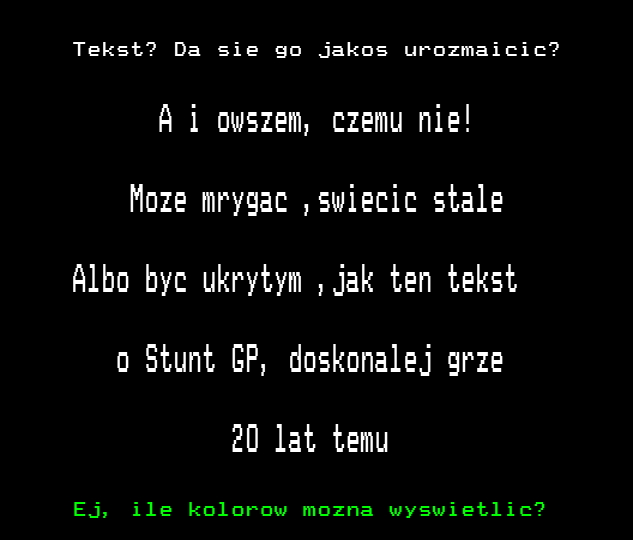 Tekst? Da sie go jakos urozmaicic?
A i owszem, czemu nie!
Moze mrygac ,swiecic stale
Albo byc ukrytym ,jak ten tekst
o Stunt GP, doskonalej grze
20 lat temu
Ej, ile kolorow mozna wyswietlic?